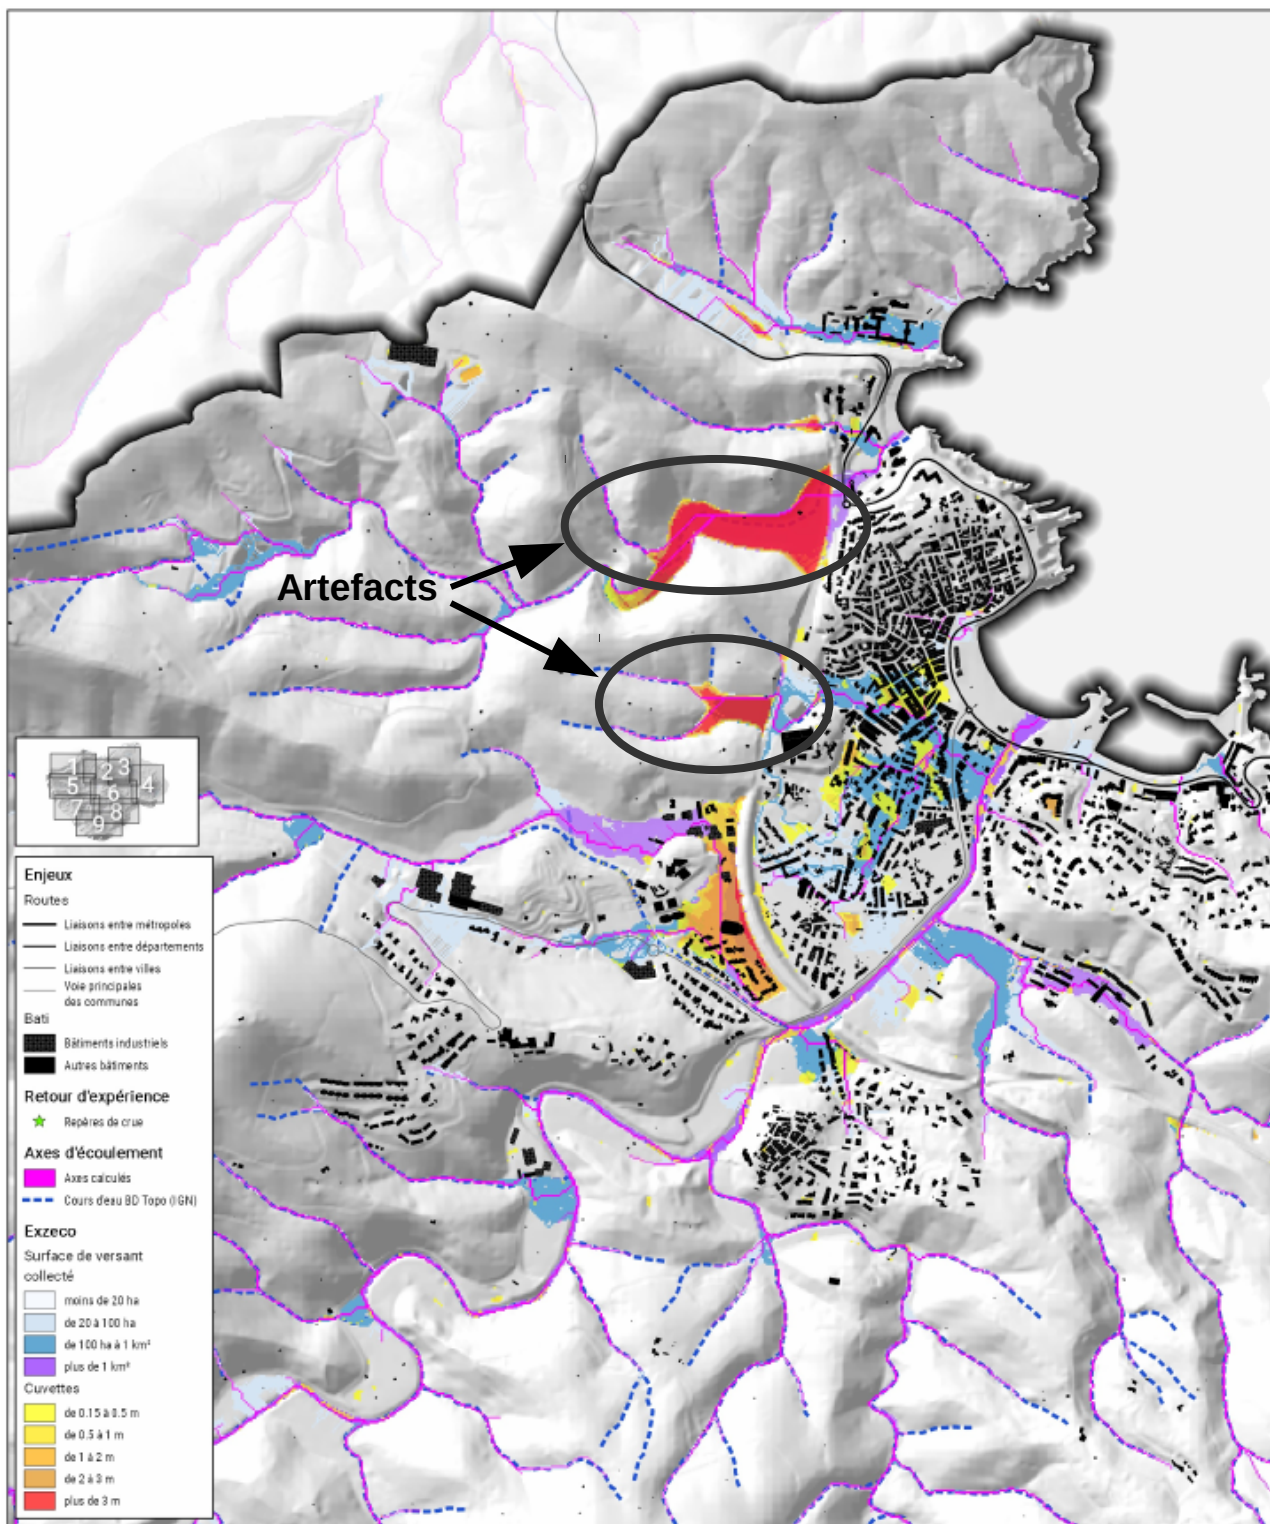 Artefacts
1 2 3
5 6 4
7 8
9
Enjeux
Routes
Liaisons entre métropoles
Liaisons entre départements
Liaisons entre villes
Voie principales
des communes
Bati
Bâtiments industriels
Autres bâtiments
Retour d'expérience
Repères de crue
Axes d'écoulement
Axes calculés
Cours d'eau BD Topo (IGN)
Exzeco
Surface de versant
collecté
moins de 20 ha
de 20 à 100 ha
de 100 ha à 1 km²
plus de 1 km²
Cuvettes
de 0.15 à 0.5 m
de 0.5 à 1 m
de 1 à 2 m
de 2 à 3 m
plus de 3 m